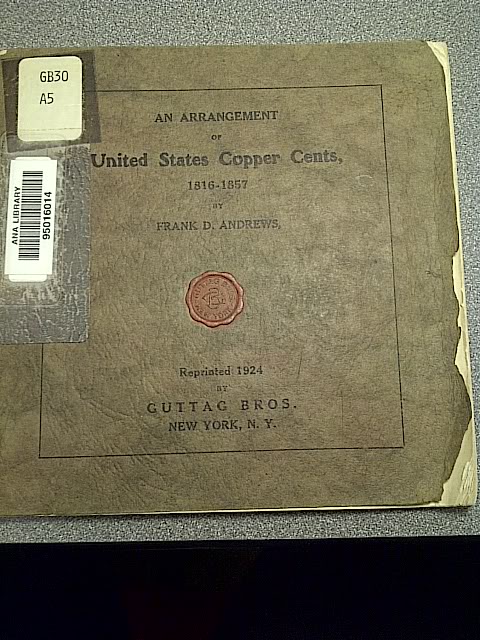 GB30
A5
ANA LIBRARY
95016014
AN ARRANGEMENT
OF
United States Copper Cents,
1816-1857
BY
FRANK D. ANDREWS,
Reprinted 1924
BY
GUTTAG BROS.
NEW YORK, N. Y.